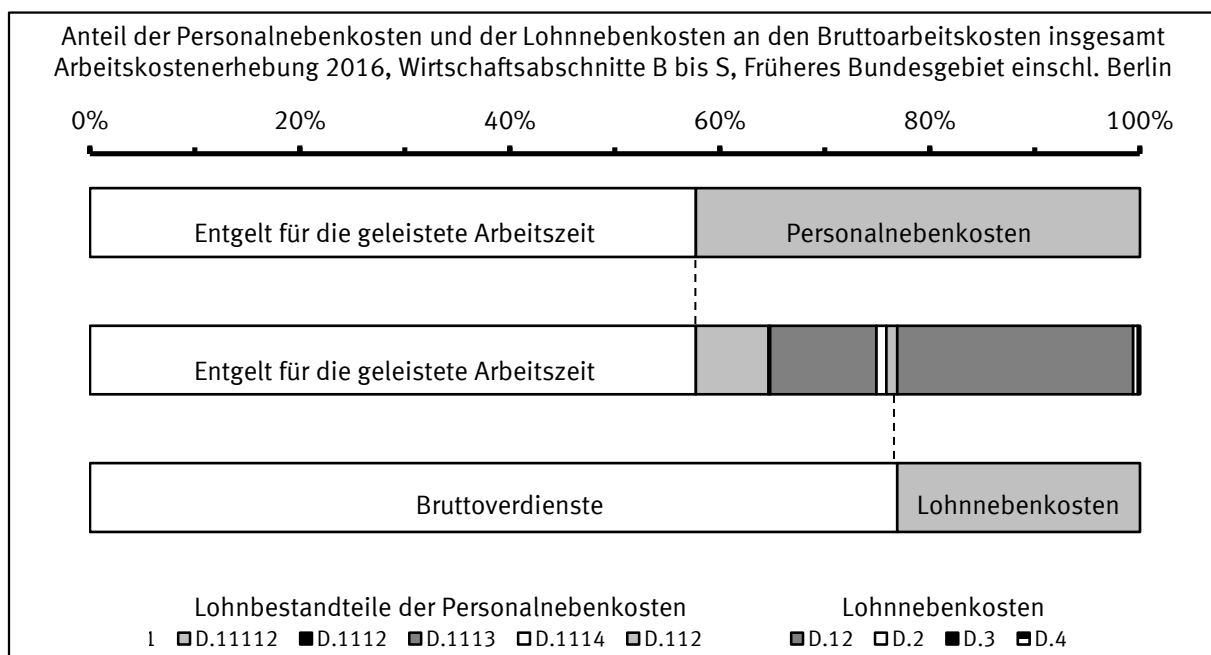 Anteil der Personalnebenkosten und der Lohnnebenkosten an den Bruttoarbeitskosten insgesamt
Arbeitskostenerhebung 2016, Wirtschaftsabschnitte B bis S, Früheres Bundesgebiet einschl. Berlin
0% 20% 40% 60% 80% 100%
Entgelt für die geleistete Arbeitszeit Personalnebenkosten
Entgelt für die geleistete Arbeitszeit
Bruttoverdienste Lohnnebenkosten
Lohnbestandteile der Personalnebenkosten Lohnnebenkosten
1 D.11112 D.1112 D.1113 D.1114 D.112 D.12 D.2 D.3 D.4